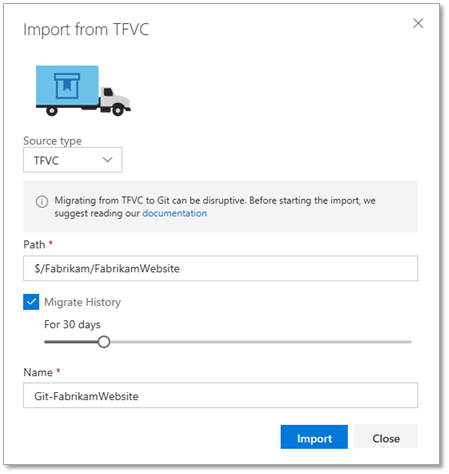 Import from TFVC
Source type
TFVC
Migrating from TFVC to Git can be disruptive. Before starting the import, we
suggest reading our documentation
Path *
$/Fabrikam/FabrikamWebsite
Migrate History
For 30 days
Name *
Git-FabrikamWebsite
Import Close